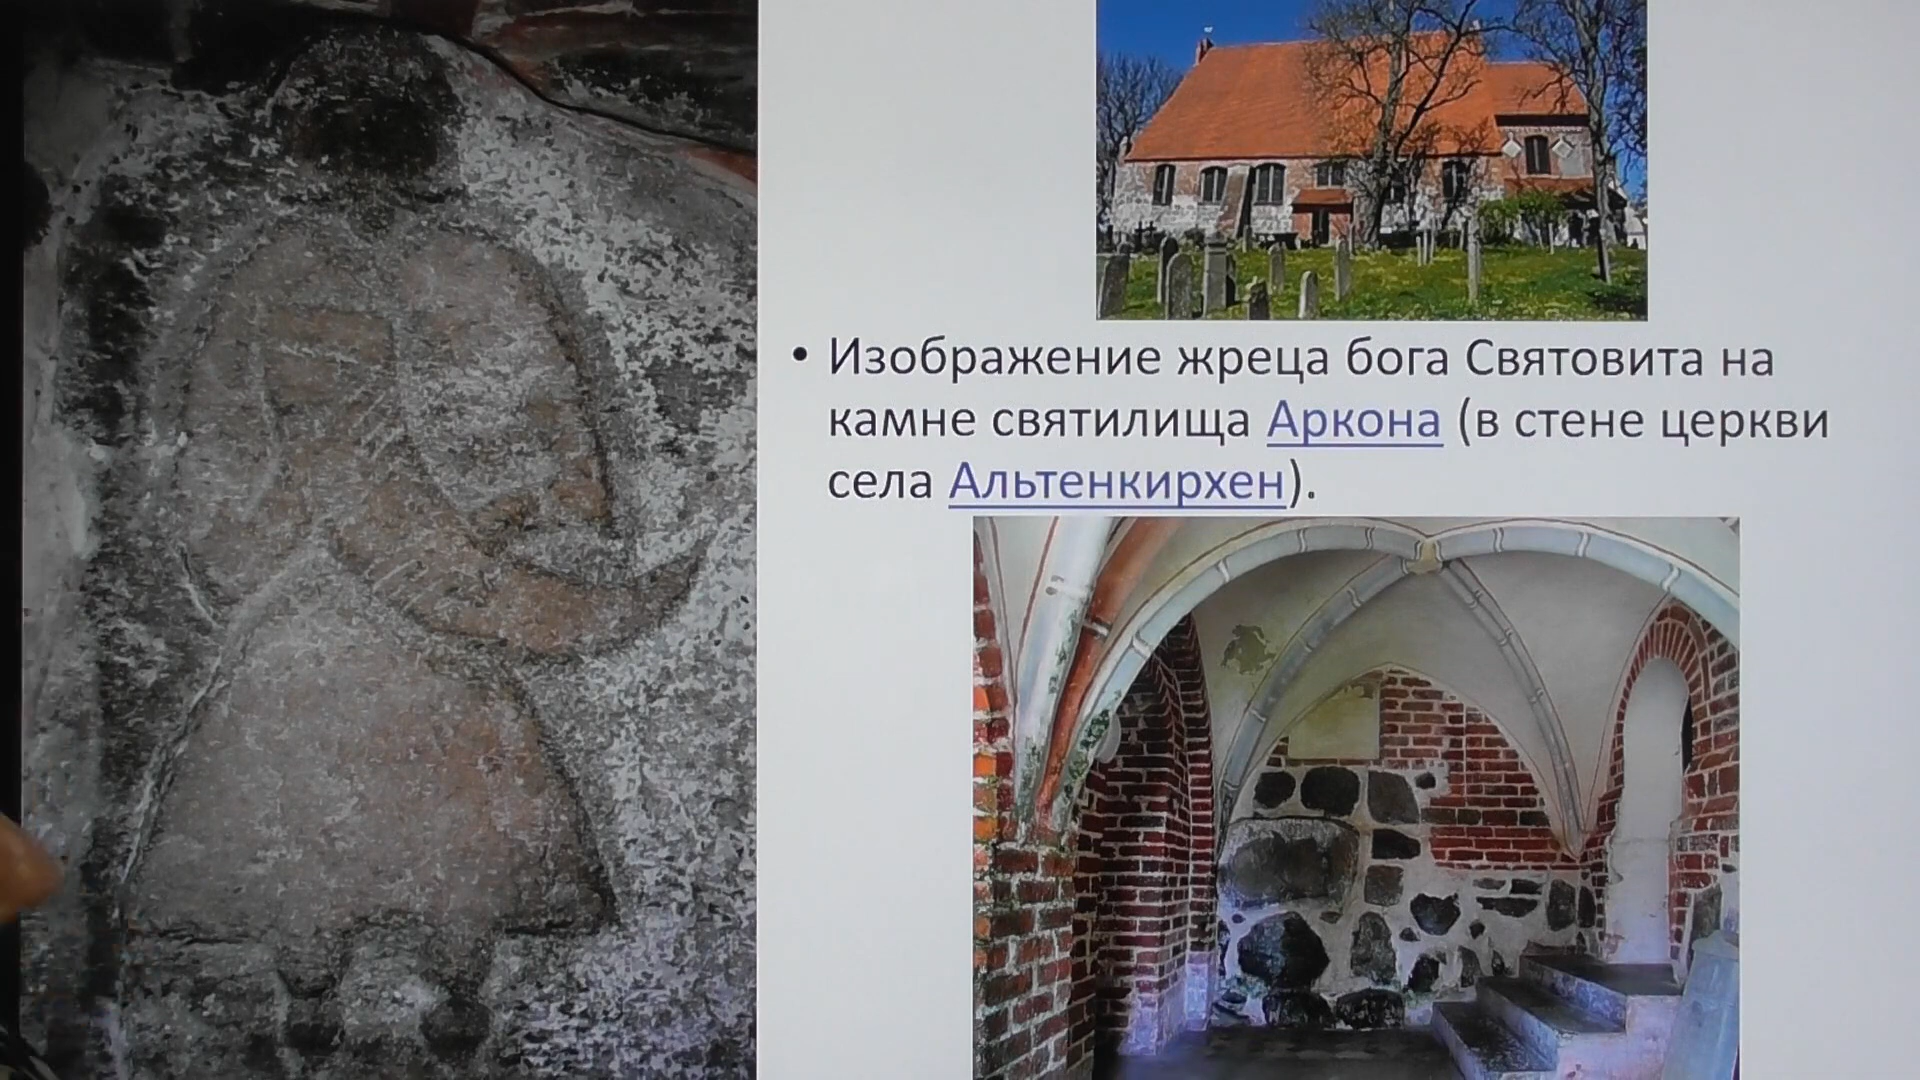 • Изображение жреца бога Святовита на
камне святилища Аркона (в стене церкви
села Альтенкирхен).